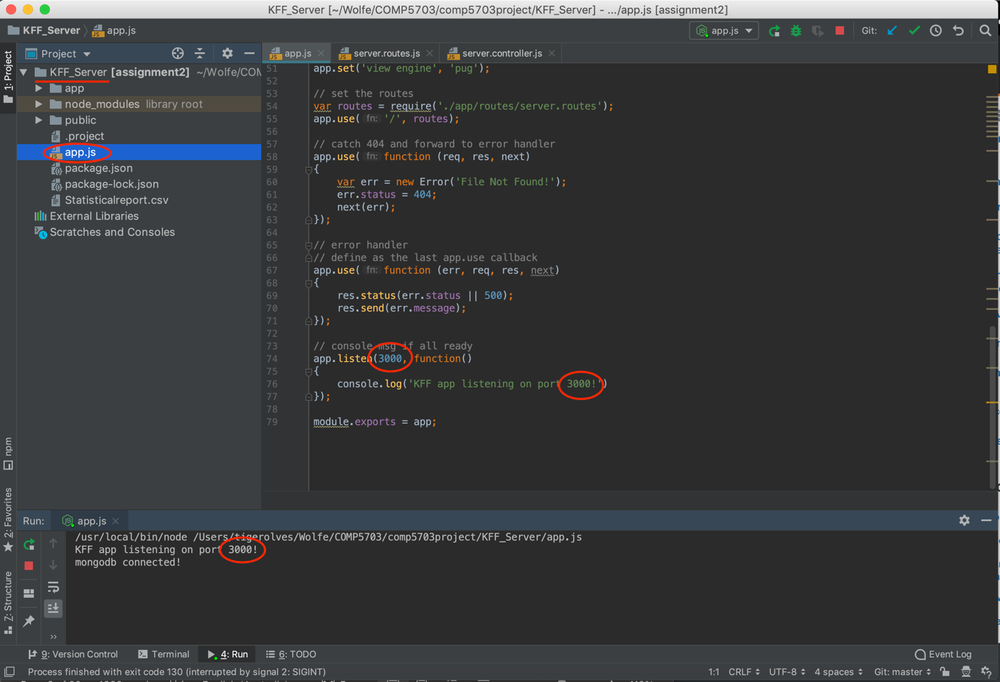 KFF_Server [~/Wolfe/COMP5703/comp5703project/KFF_Server] - .../app.js [assignment2]
KFF_Server app.js
app.js Git:
1: Project
Project
app.js server.routes.js server.controller.js
KFF_Server [assignment2] ~/Wolfe/COM
app
node_modules library root
public
.project
app.js
package.json
package-lock.json
Statisticalreport.csv
External Libraries
Scratches and Consoles
51 app.set('view engine', 'pug');
52
53 // set the routes
54 var routes = require('./app/routes/server.routes');
55 app.use( fn: '/', routes);
56
57 // catch 404 and forward to error handler
58 app.use( fn: function (req, res, next)
59 {
60 var err = new Error('File Not Found!');
61 err.status = 404;
62 next(err);
63 });
64
65 // error handler
66 // define as the last app.use callback
67 app.use( fn: function (err, req, res, next)
68 {
69 res.status(err.status || 500);
70 res.send(err.message);
71 });
72
73 // console msg if all ready
74 app.listen(3000, function()
75 {
76 console.log('KFF app listening on port 3000!')
77 });
78
79 module.exports = app;
npm
2: Favorites
Z: Structure
Run: app.js
/usr/local/bin/node /Users/tigerolves/Wolfe/COMP5703/comp5703project/KFF_Server/app.js
KFF app listening on port 3000!
mongodb connected!
9: Version Control Terminal 4: Run 6: TODO Event Log
Process finished with exit code 130 (interrupted by signal 2: SIGINT) 1:1 CRLF UTF-8 4 spaces Git: master